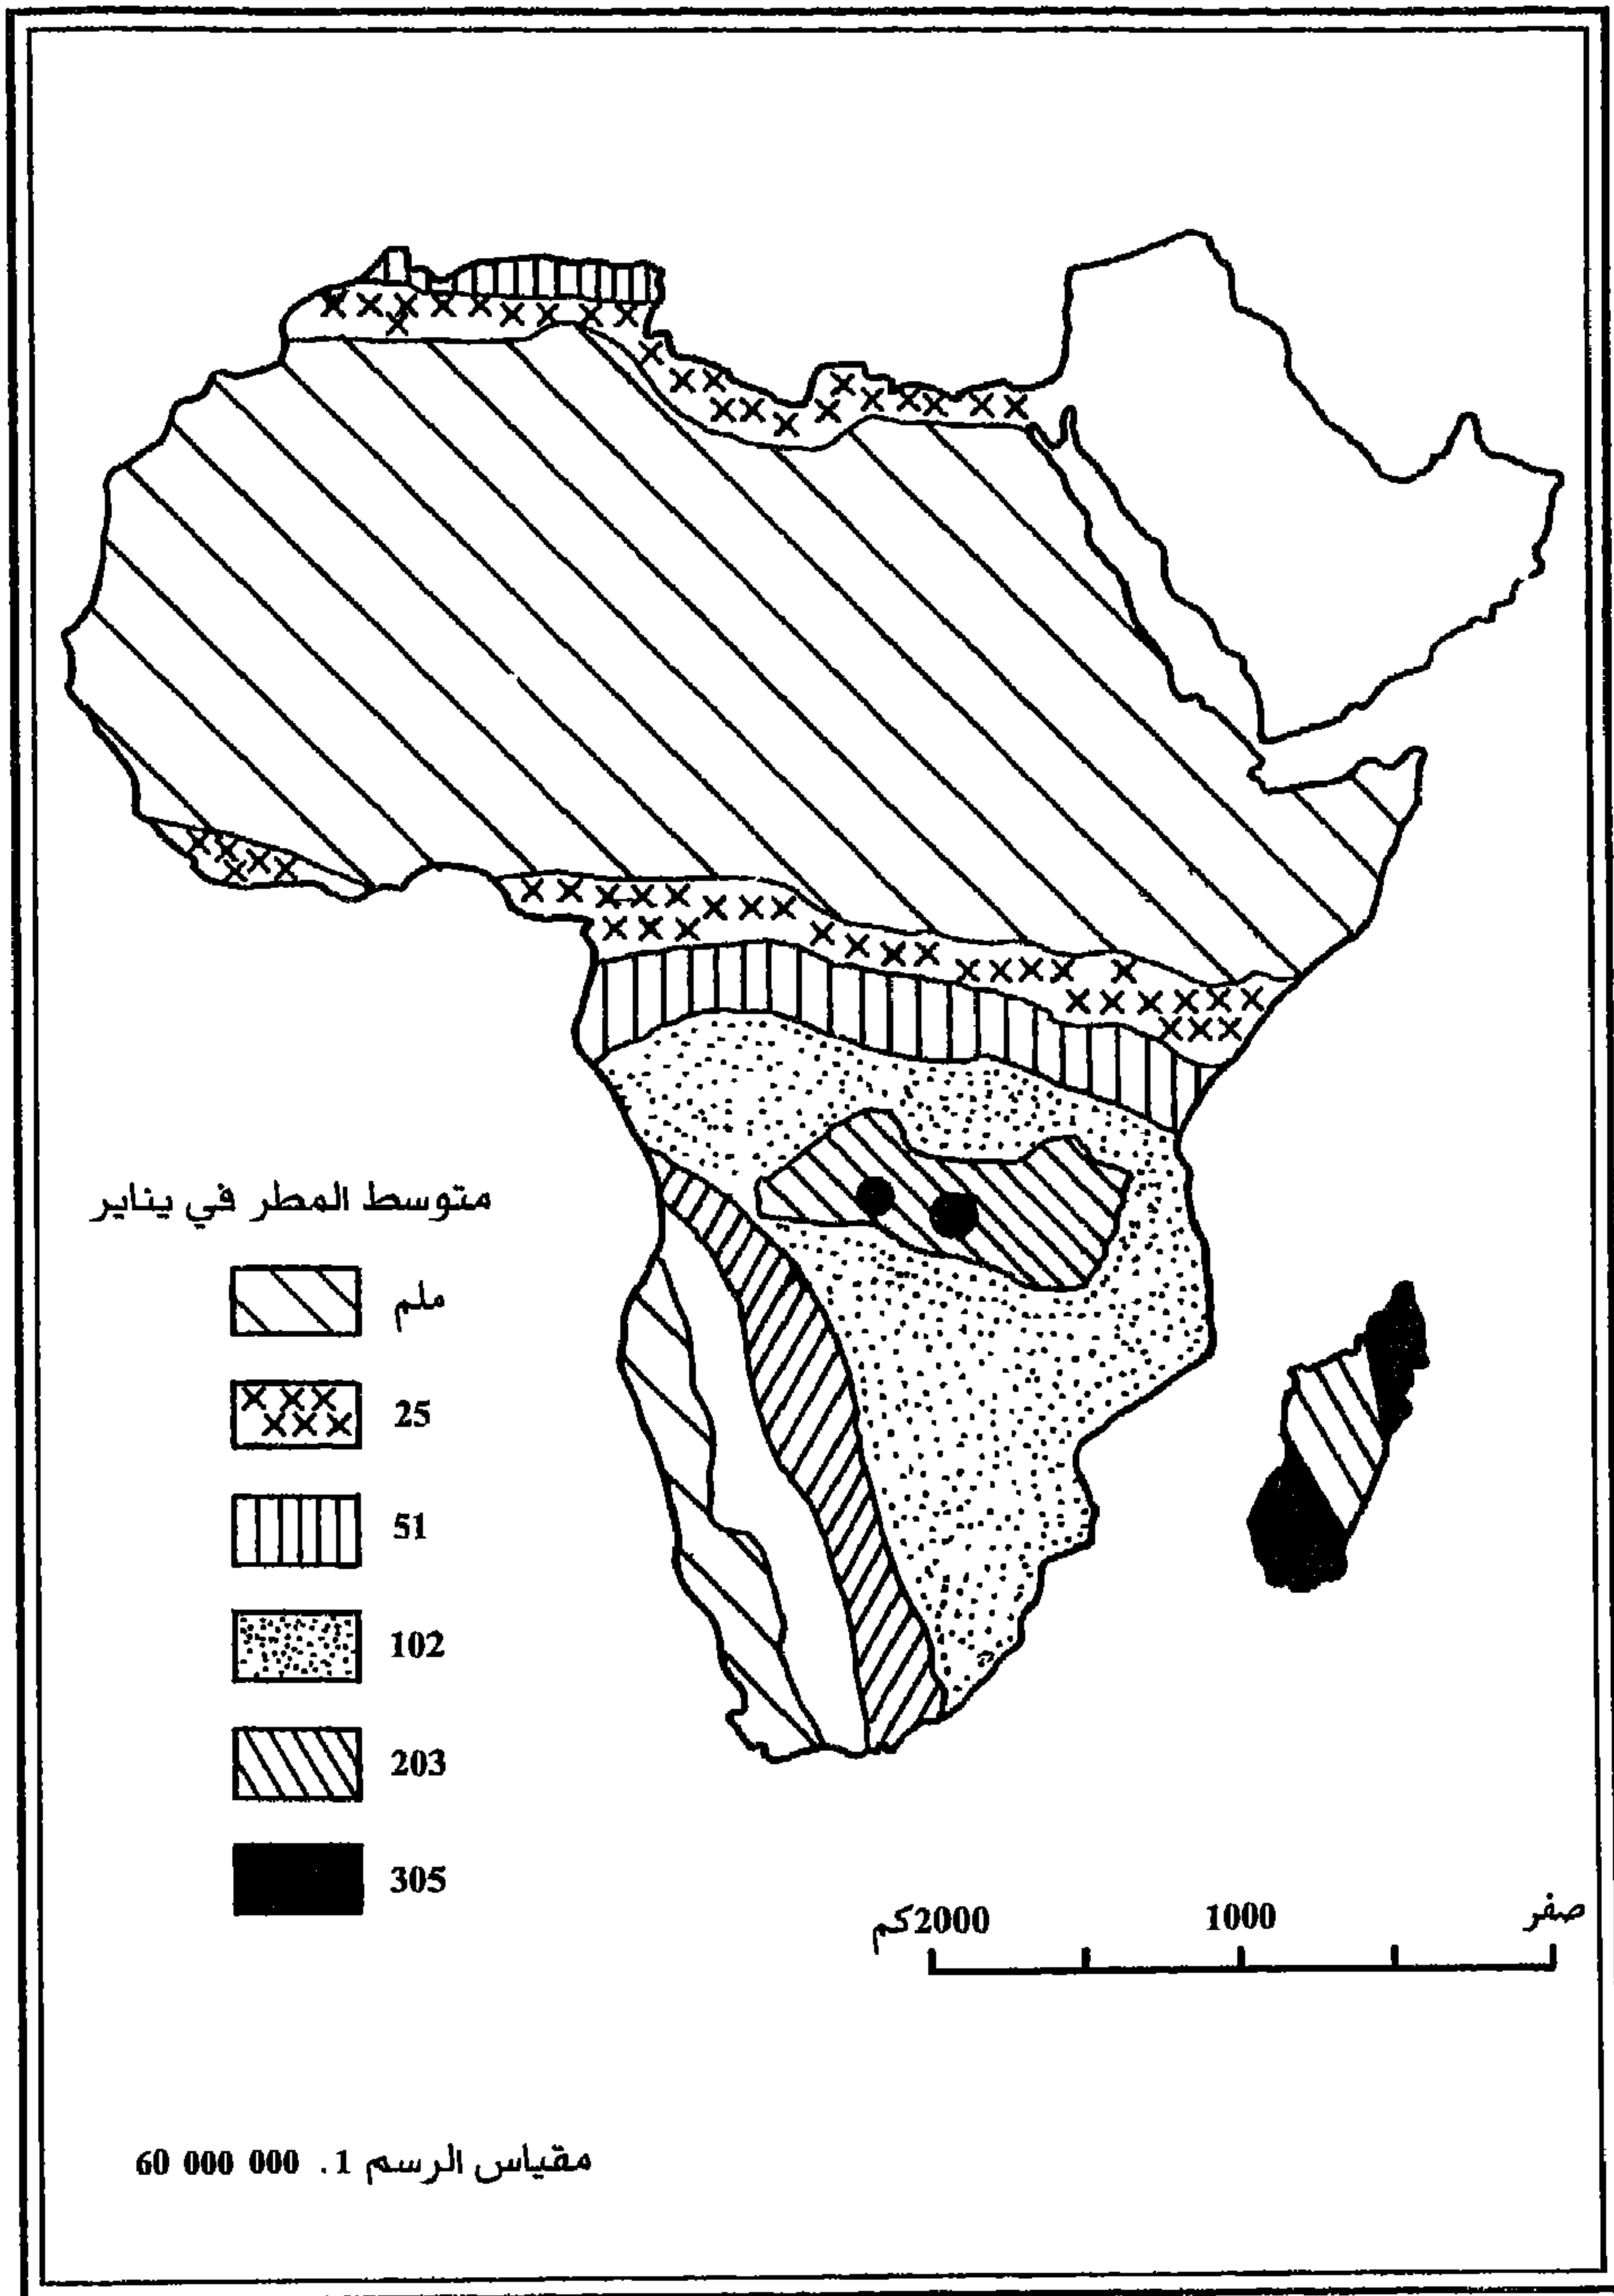 متوسط المطر في يناير
ملم
25
51
102
203
305
صفر 1000 2000كم
مقياس الرسم 1. 000 000 60